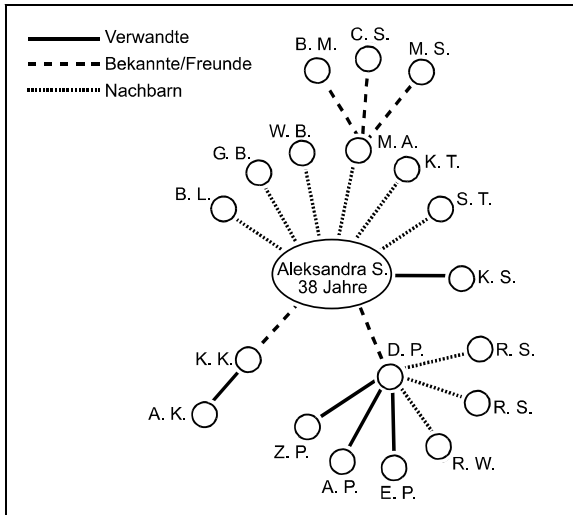 Verwandte
Bekannte/Freunde
Nachbarn
B. M.
C. S.
M. S.
W. B.
M. A.
G. B.
K. T.
B. L.
S. T.
Aleksandra S.
38 Jahre
K. S.
K. K.
D. P.
R. S.
A. K.
R. S.
Z. P.
R. W.
A. P.
E. P.